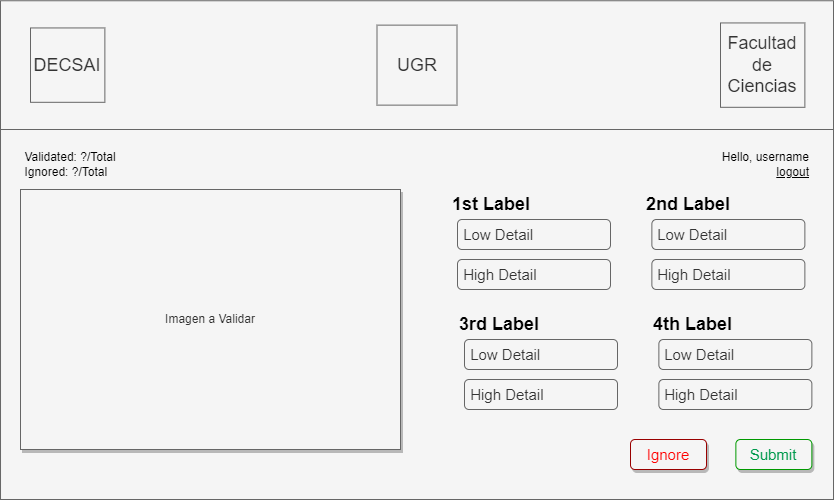 DECSAI
UGR
Facultad
de
Ciencias
Validated: ?/Total
Ignored: ?/Total
Hello, username
logout
Imagen a Validar
1st Label
Low Detail
High Detail
2nd Label
Low Detail
High Detail
3rd Label
Low Detail
High Detail
4th Label
Low Detail
High Detail
Ignore
Submit